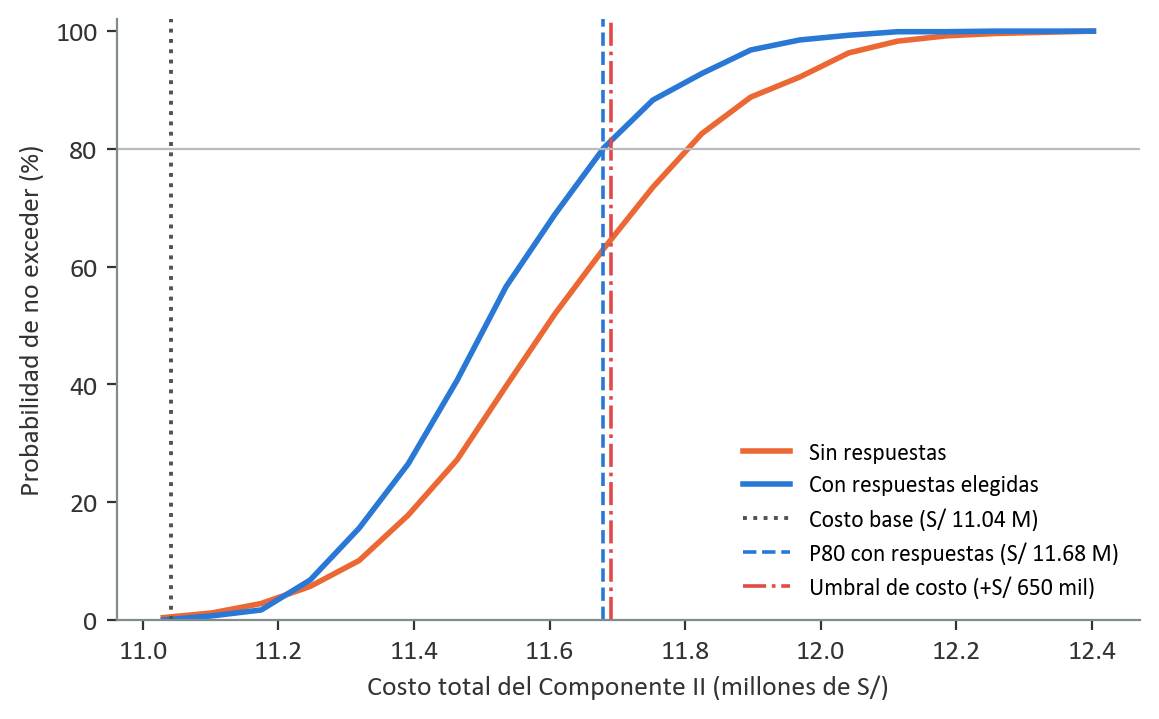 100
80
60
40
20
0
Probabilidad de no exceder (%)
Sin respuestas
Con respuestas elegidas
Costo base (S/ 11.04 M)
P80 con respuestas (S/ 11.68 M)
Umbral de costo (+S/ 650 mil)
11.0 11.2 11.4 11.6 11.8 12.0 12.2 12.4
Costo total del Componente II (millones de S/)